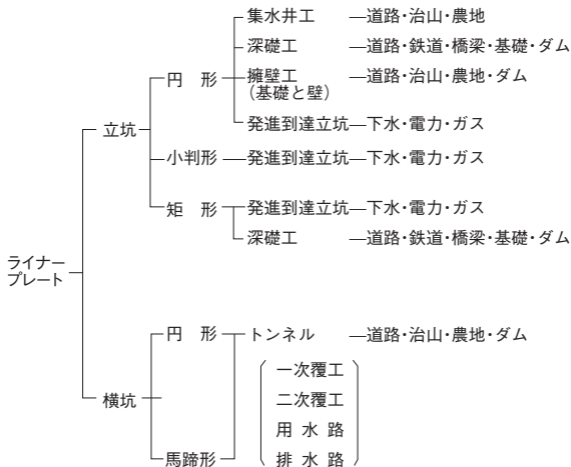 集水井工 ―道路・治山・農地
深礎工 ―道路・鉄道・橋梁・基礎・ダム
円 形 擁壁工 ―道路・治山・農地・ダム
(基礎と壁)
発進到達立坑―下水・電力・ガス
立坑
小判形 発進到達立坑―下水・電力・ガス
矩 形 発進到達立坑―下水・電力・ガス
深礎工 ―道路・鉄道・橋梁・基礎・ダム
ライナー
プレート
円 形 トンネル ―道路・治山・農地・ダム
一次覆工
横坑 二次覆工
用 水 路
馬蹄形 排 水 路